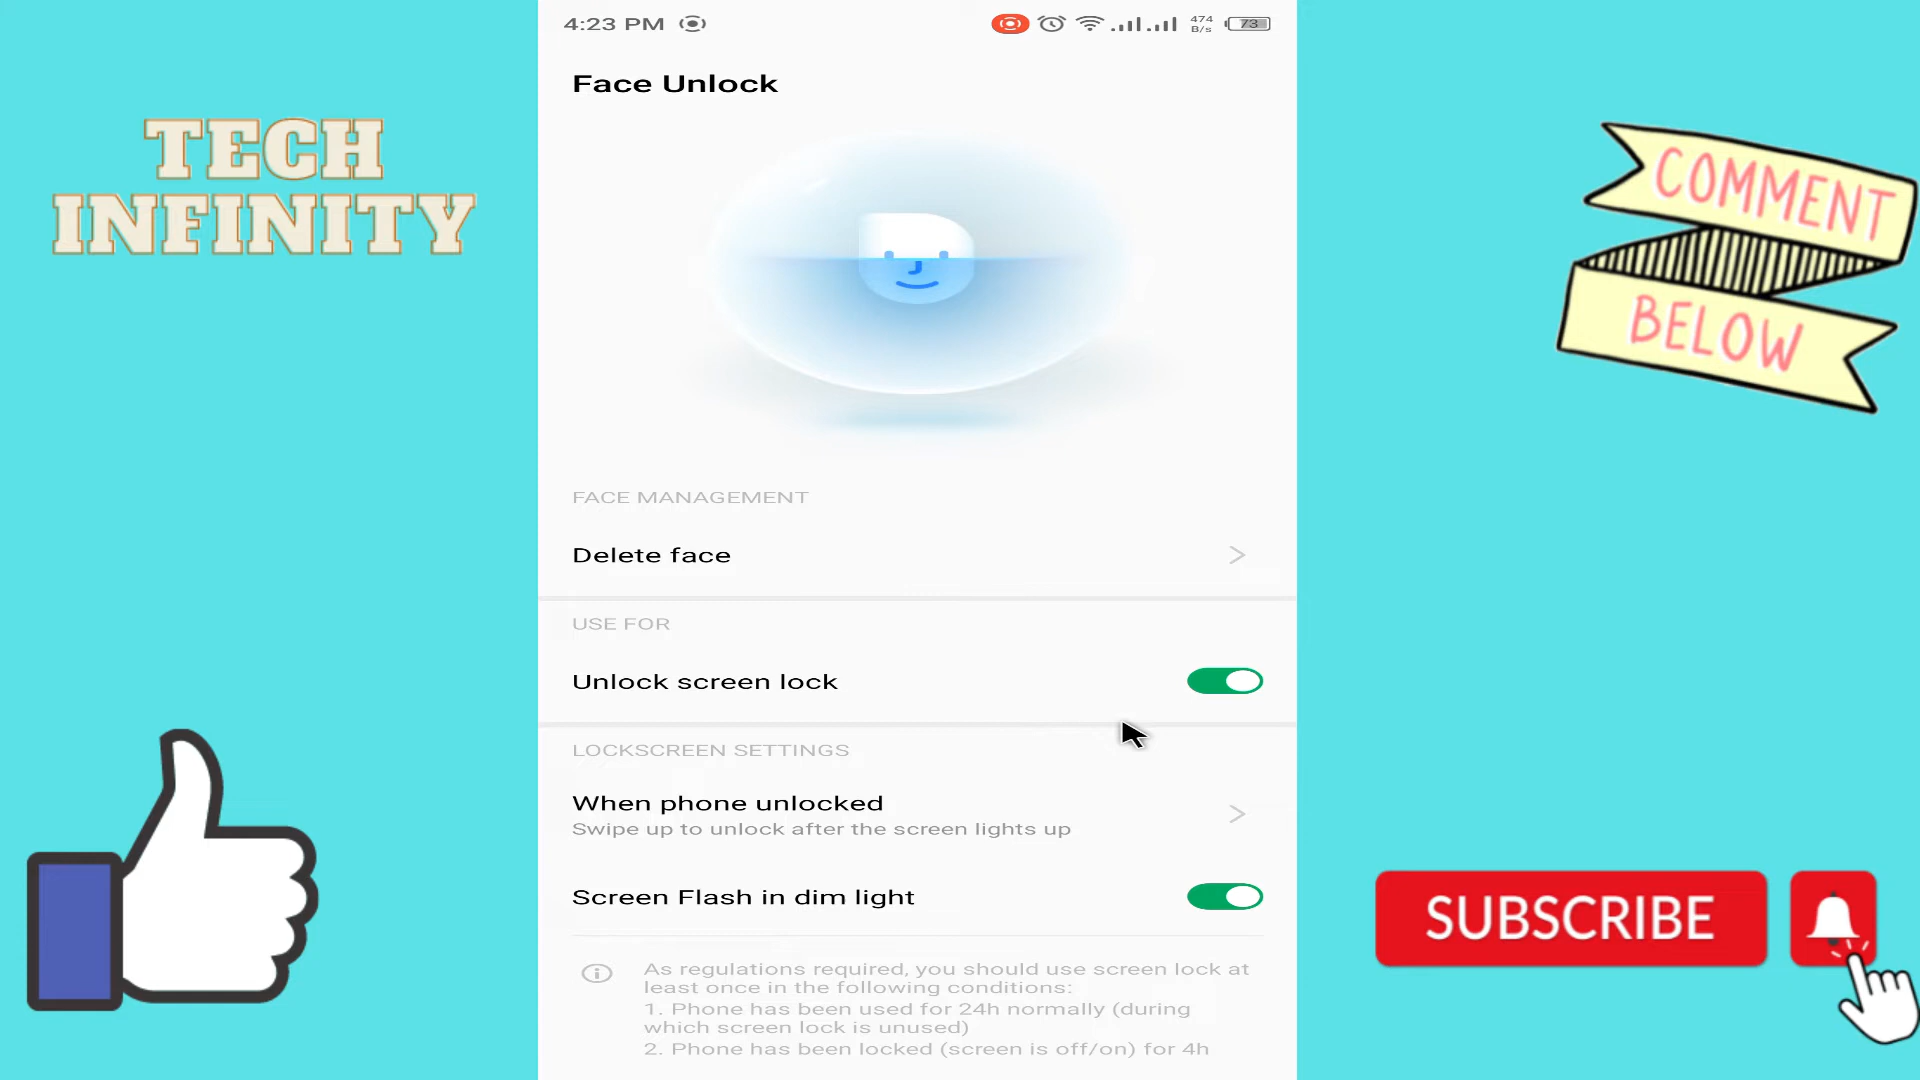 4:23 PM
474
B/s
73
Face Unlock
TECH
INFINITY
COMMENT
BELOW
FACE MANAGEMENT
Delete face
USE FOR
Unlock screen lock
LOCKSCREEN SETTINGS
When phone unlocked
Swipe up to unlock after the screen lights up
Screen Flash in dim light
SUBSCRIBE
As regulations required, you should use screen lock at
least once in the following conditions:
1. Phone has been used for 24h normally (during
which screen lock is unused)
2. Phone has been locked (screen is off/on) for 4h